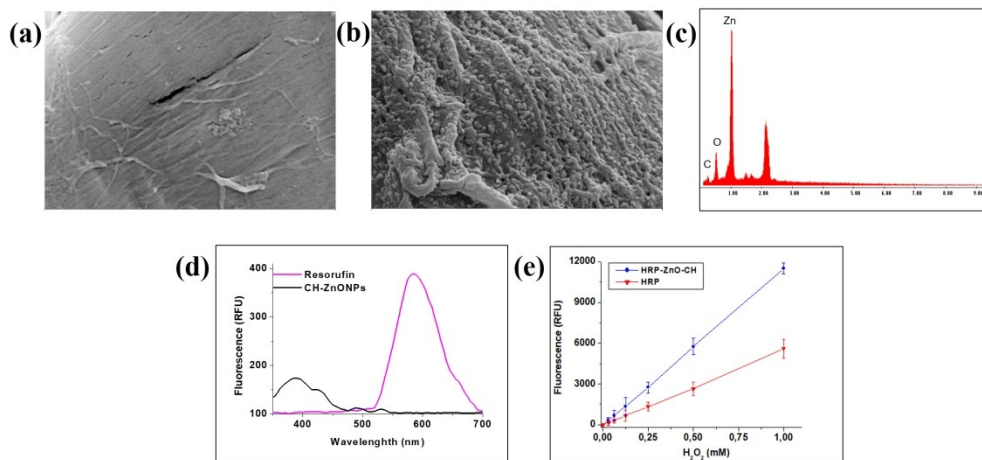 (a)
(b)
(c)
Zn
O
C
1.00 2.00 3.00 4.00 5.00 6.00 7.00 8.00 9.00
(d)
Fluorescence (RFU)
400
300
200
100
Resorufin
CH-ZnONPs
400 500 600 700
Wavelenghth (nm)
(e)
Fluorescence (RFU)
12000
9000
6000
3000
0
HRP-ZnO-CH
HRP
0,00 0,25 0,50 0,75 1,00
H₂O₂ (mM)